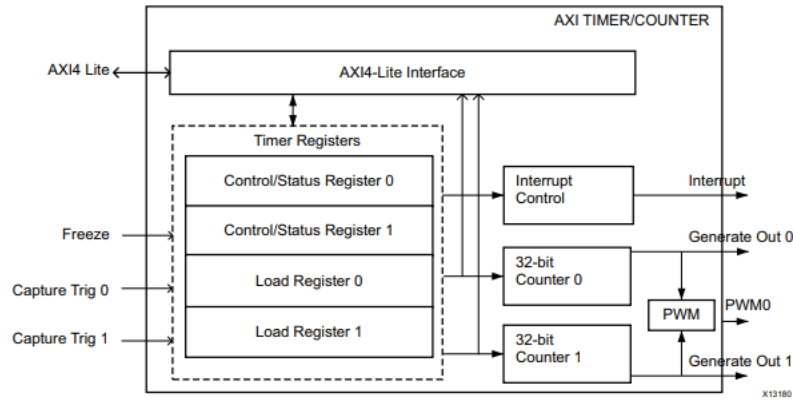 AXI TIMER/COUNTER
AXI4 Lite
AXI4-Lite Interface
Timer Registers
Control/Status Register 0
Interrupt
Control
Interrupt
Freeze
Control/Status Register 1
Generate Out 0
Capture Trig 0
Load Register 0
32-bit
Counter 0
PWM
PWM0
Capture Trig 1
Load Register 1
32-bit
Counter 1
Generate Out 1
X13180